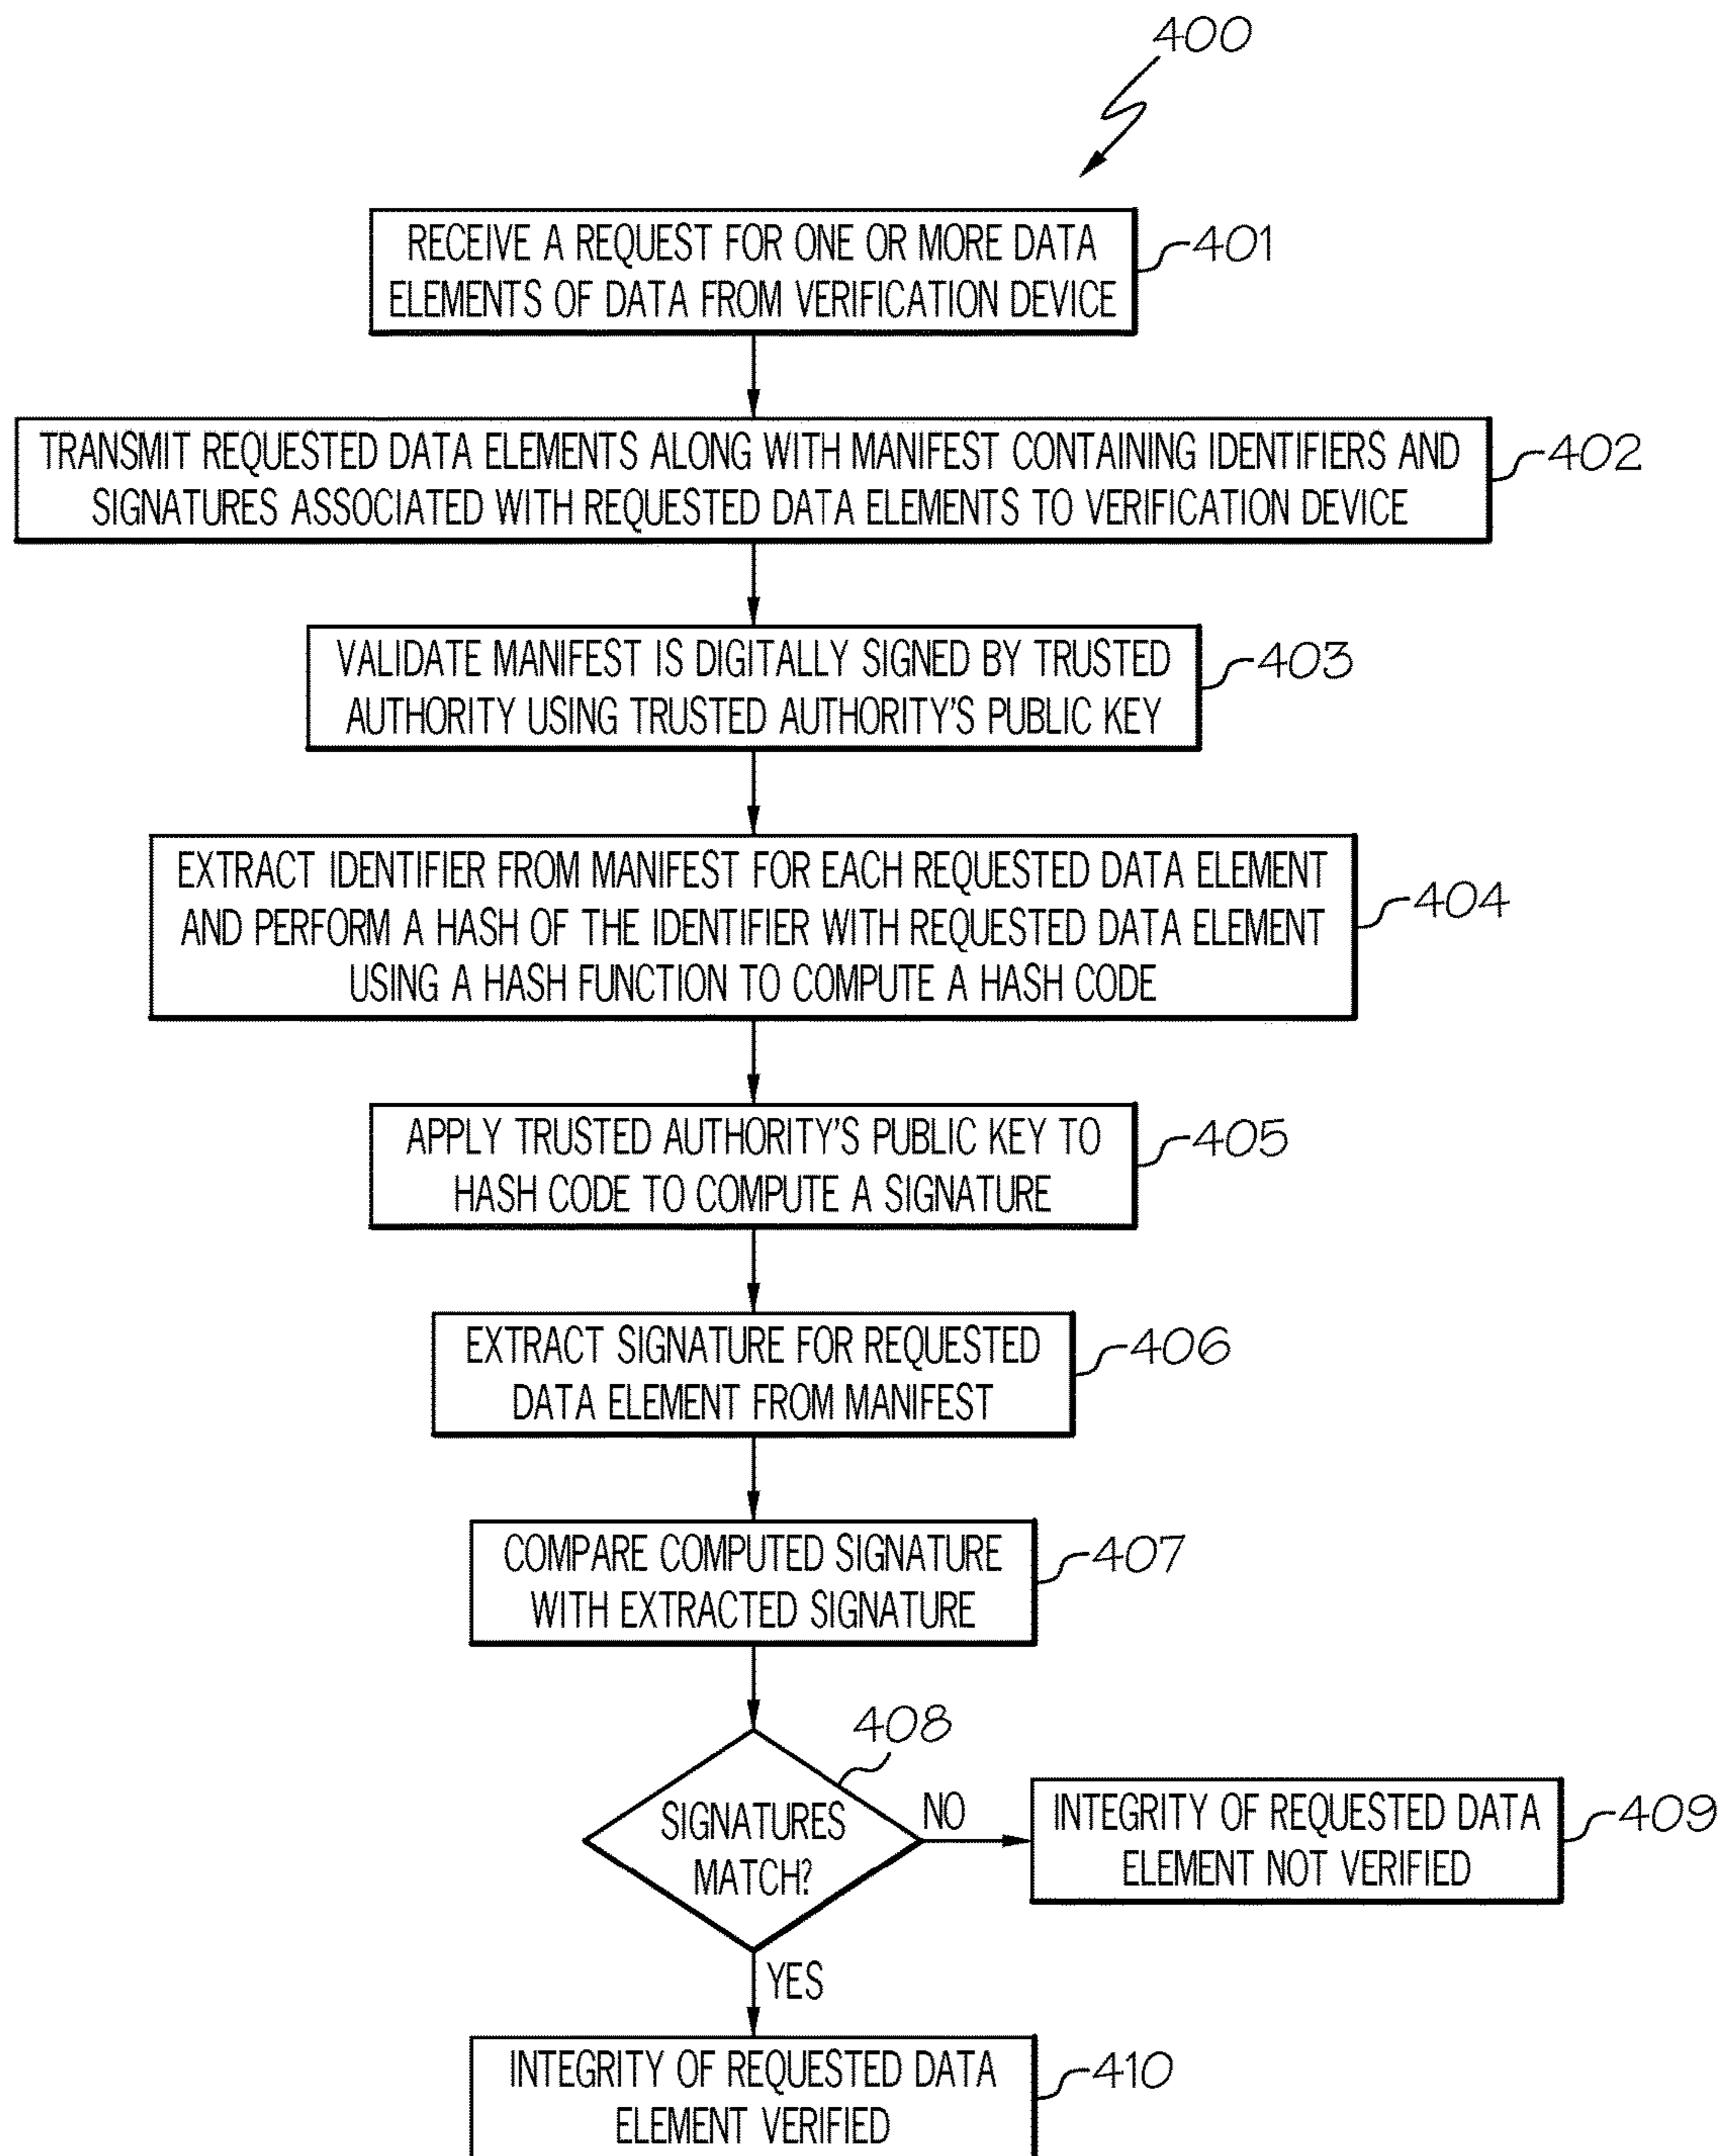 400
RECEIVE A REQUEST FOR ONE OR MORE DATA
ELEMENTS OF DATA FROM VERIFICATION DEVICE
401
TRANSMIT REQUESTED DATA ELEMENTS ALONG WITH MANIFEST CONTAINING IDENTIFIERS AND
SIGNATURES ASSOCIATED WITH REQUESTED DATA ELEMENTS TO VERIFICATION DEVICE
402
VALIDATE MANIFEST IS DIGITALLY SIGNED BY TRUSTED
AUTHORITY USING TRUSTED AUTHORITY'S PUBLIC KEY
403
EXTRACT IDENTIFIER FROM MANIFEST FOR EACH REQUESTED DATA ELEMENT
AND PERFORM A HASH OF THE IDENTIFIER WITH REQUESTED DATA ELEMENT
USING A HASH FUNCTION TO COMPUTE A HASH CODE
404
APPLY TRUSTED AUTHORITY'S PUBLIC KEY TO
HASH CODE TO COMPUTE A SIGNATURE
405
EXTRACT SIGNATURE FOR REQUESTED
DATA ELEMENT FROM MANIFEST
406
COMPARE COMPUTED SIGNATURE
WITH EXTRACTED SIGNATURE
407
408
SIGNATURES
MATCH?
NO
INTEGRITY OF REQUESTED DATA
ELEMENT NOT VERIFIED
409
YES
INTEGRITY OF REQUESTED DATA
ELEMENT VERIFIED
410